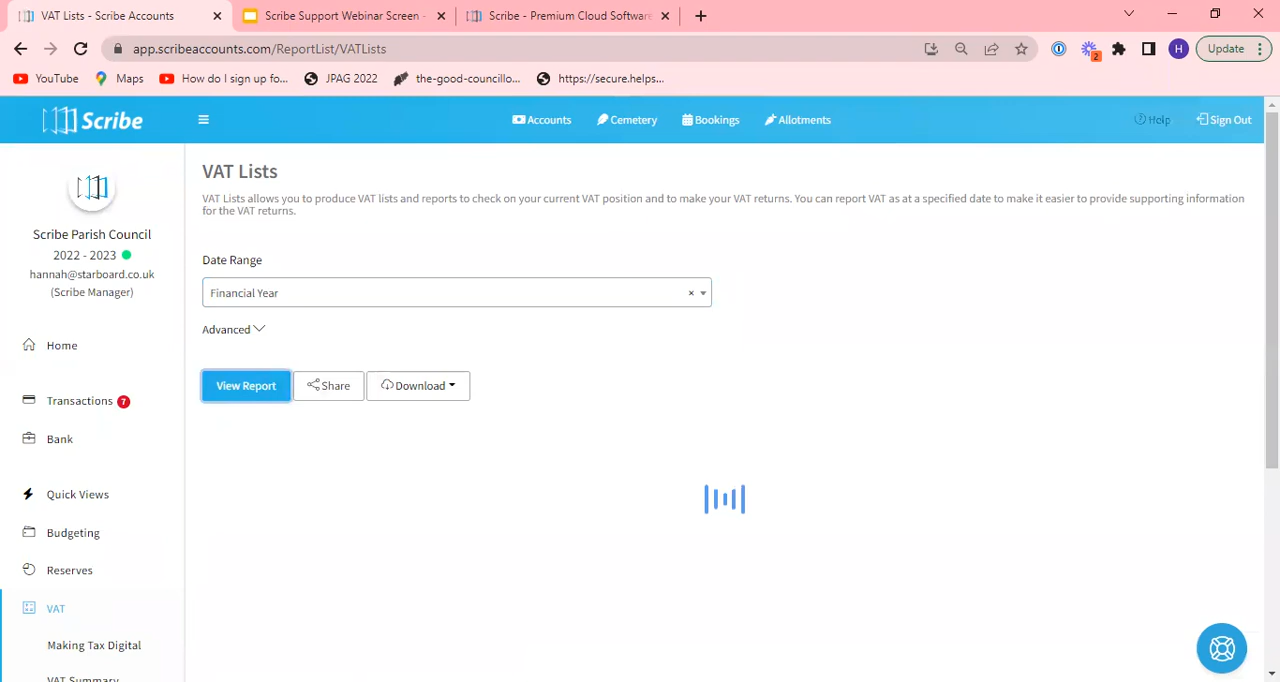 VAT Lists - Scribe Accounts
Scribe Support Webinar Screen -
Scribe - Premium Cloud Software
app.scribeaccounts.com/ReportList/VATLists
2
H
Update
YouTube
Maps
How do I sign up fo...
JPAG 2022
the-good-councillo...
https://secure.helps...
Scribe
Accounts
Cemetery
Bookings
Allotments
Help
Sign Out
Scribe Parish Council
2022 - 2023
hannah@starboard.co.uk
(Scribe Manager)
Home
Transactions 7
Bank
Quick Views
Budgeting
Reserves
VAT
Making Tax Digital
VAT Summary
VAT Lists
VAT Lists allows you to produce VAT lists and reports to check on your current VAT position and to make your VAT returns. You can report VAT as at a specified date to make it easier to provide supporting information
for the VAT returns.
Date Range
Financial Year
Advanced
View Report
Share
Download